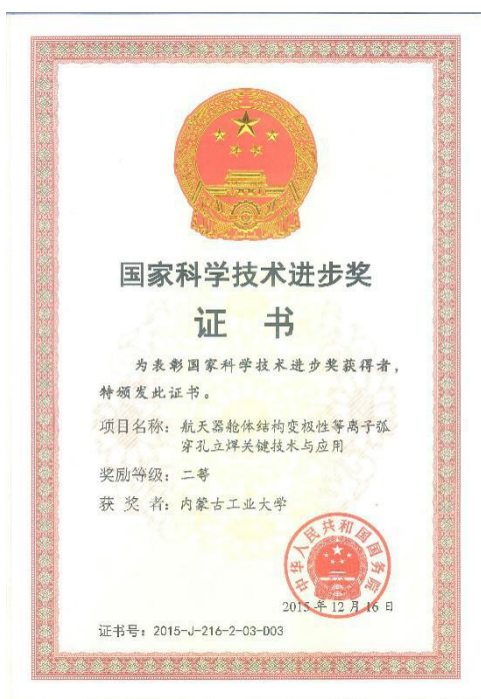 国家科学技术进步奖
证书
为表彰国家科学技术进步奖获得者，
特颁发此证书。
项目名称：航天器舱体结构变极性等离子弧
穿孔立焊关键技术与应用
奖励等级：二等
获奖者：内蒙古工业大学
中华人民共和国国务院
2015年12月16日
证书号：2015-J-216-2-03-D03